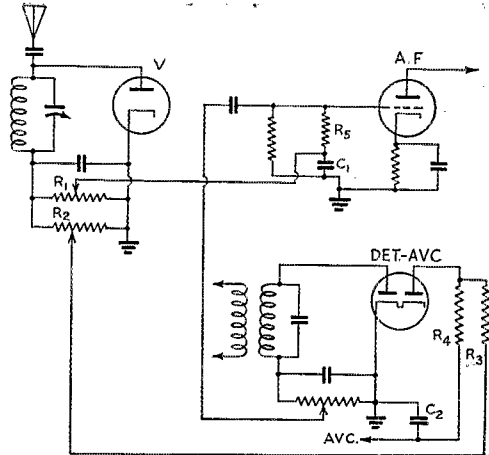 V
A.F
R5
C1
R1
R2
DET.-AVC
R4
R3
C2
AVC.